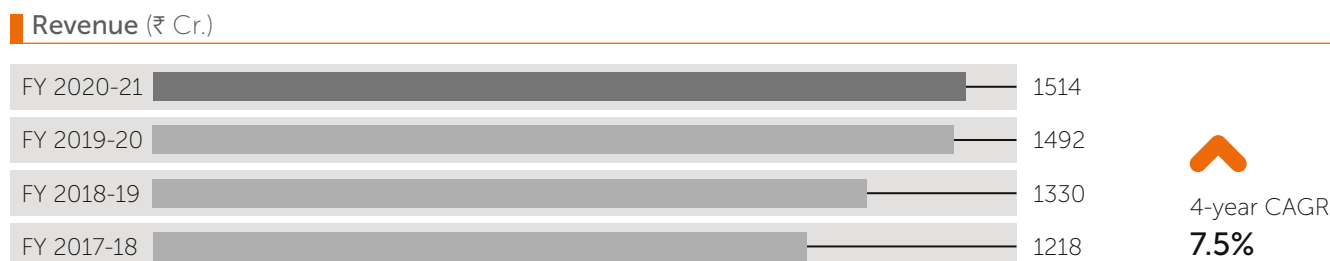 Revenue (₹ Cr.)
FY 2020-21 1514
FY 2019-20 1492
FY 2018-19 1330
FY 2017-18 1218
4-year CAGR
7.5%